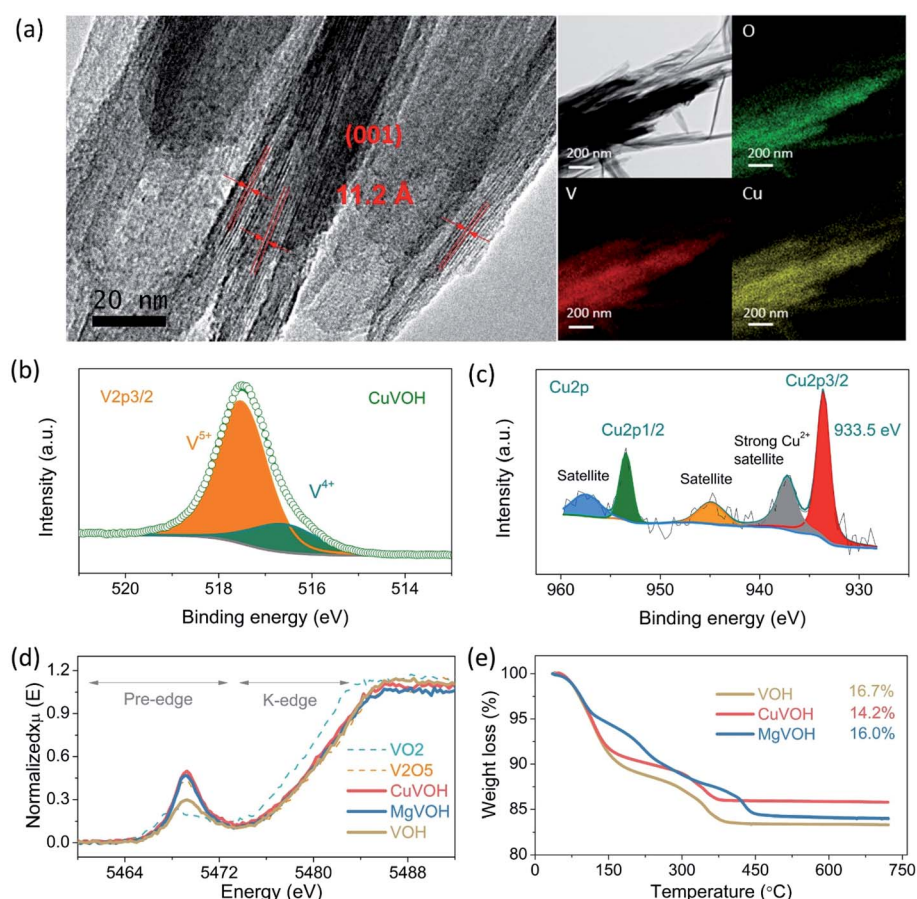 (a)
(001)
11.2 Å
20 nm
200 nm
O
200 nm
V
200 nm
Cu
200 nm
(b)
V2p3/2
CuVOH
V5+
V4+
Intensity (a.u.)
520 518 516 514
Binding energy (eV)
(c)
Cu2p
Cu2p3/2
933.5 eV
Cu2p1/2
Strong Cu2+
satellite
Satellite
Satellite
Intensity (a.u.)
960 950 940 930
Binding energy (eV)
(d)
1.2
0.9
0.6
0.3
0.0
Normalizedxμ (E)
Pre-edge
K-edge
VO2
V2O5
CuVOH
MgVOH
VOH
5464 5472 5480 5488
Energy (eV)
(e)
100
95
90
85
80
Weight loss (%)
VOH 16.7%
CuVOH 14.2%
MgVOH 16.0%
0 150 300 450 600 750
Temperature (°C)